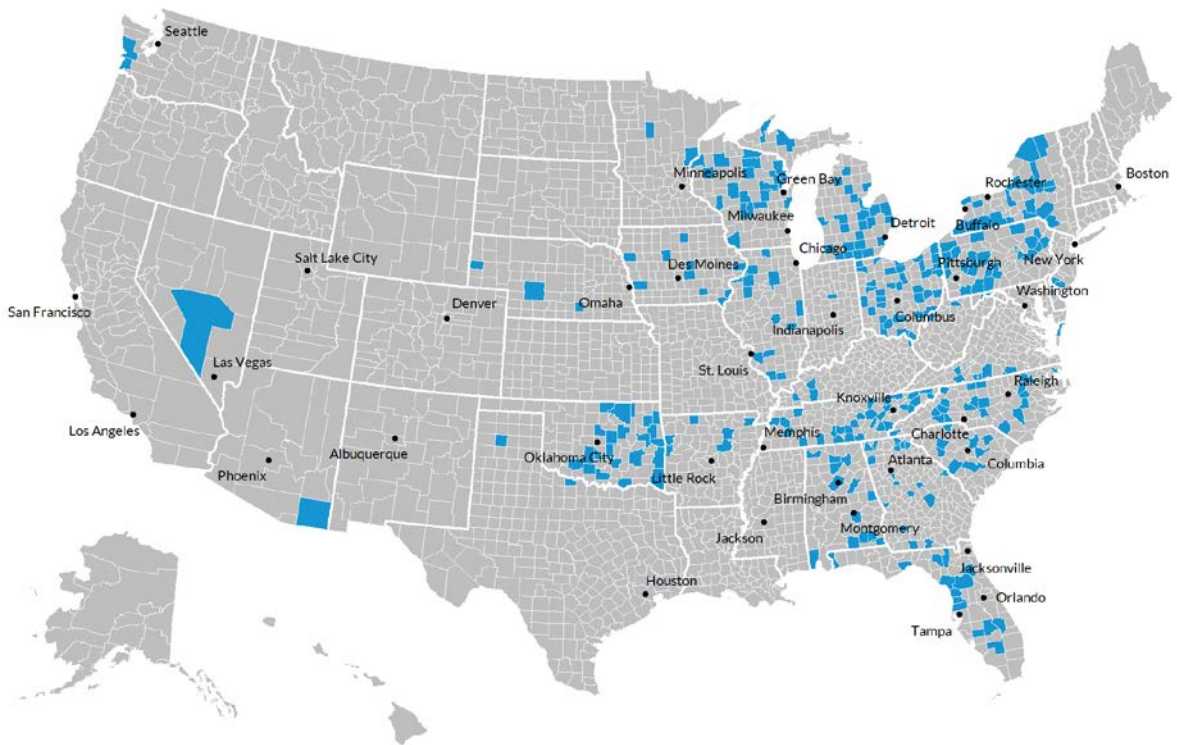 Seattle
Minneapolis
Green Bay
Rochester
Boston
Milwaukee
Detroit
Buffalo
Chicago
New York
Salt Lake City
Des Moines
Pittsburgh
Omaha
Washington
San Francisco
Denver
Indianapolis
Columbus
Las Vegas
St. Louis
Knoxville
Raleigh
Los Angeles
Albuquerque
Oklahoma City
Memphis
Charlotte
Phoenix
Little Rock
Atlanta
Columbia
Birmingham
Jackson
Montgomery
Jacksonville
Houston
Orlando
Tampa